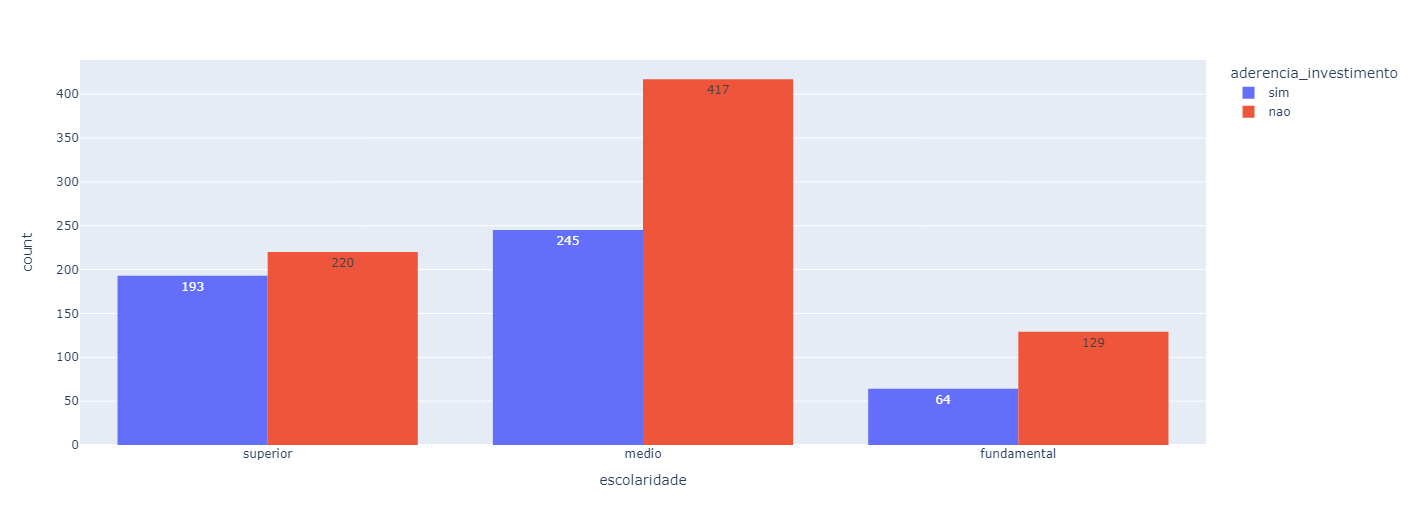 aderencia_investimento
sim
nao
count
400
350
300
250
200
150
100
50
0
193
220
245
417
64
129
superior
medio
fundamental
escolaridade